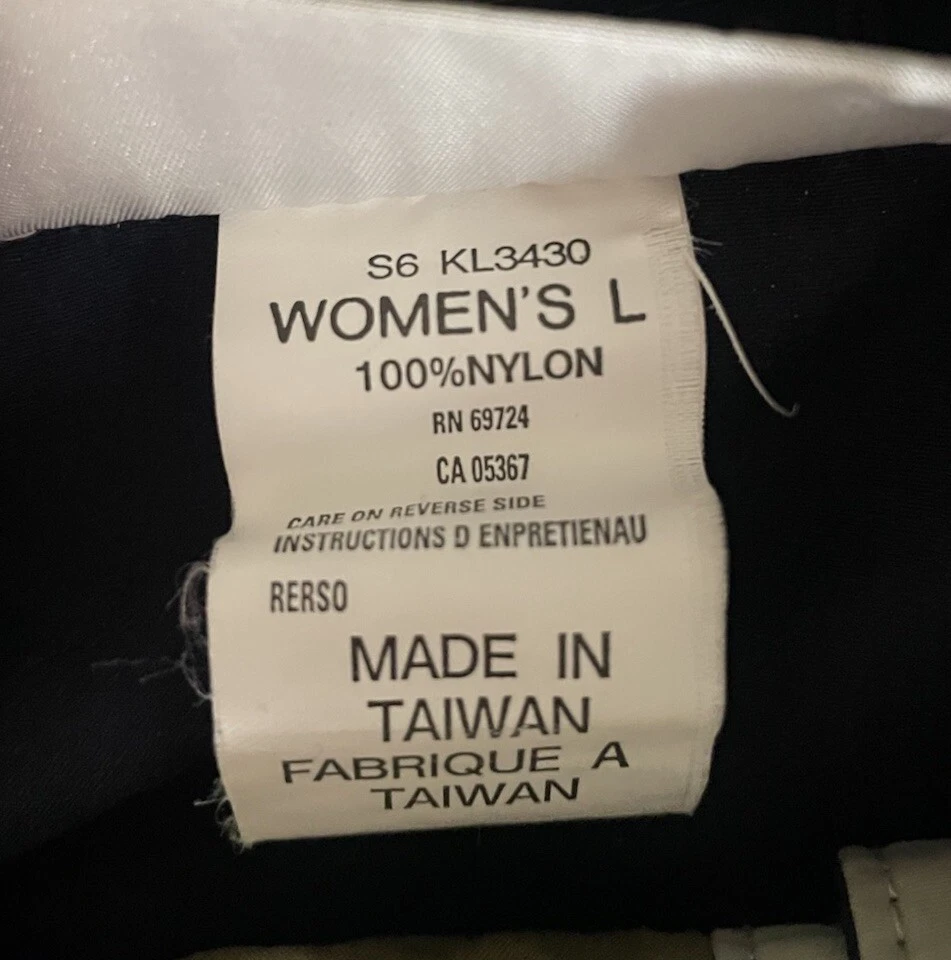 S6 KL3430
WOMEN'S L
100%NYLON
RN 69724
CA 05367
CARE ON REVERSE SIDE
INSTRUCTIONS D ENPRETIENAU
RERSO
MADE IN
TAIWAN
FABRIQUE A
TAIWAN